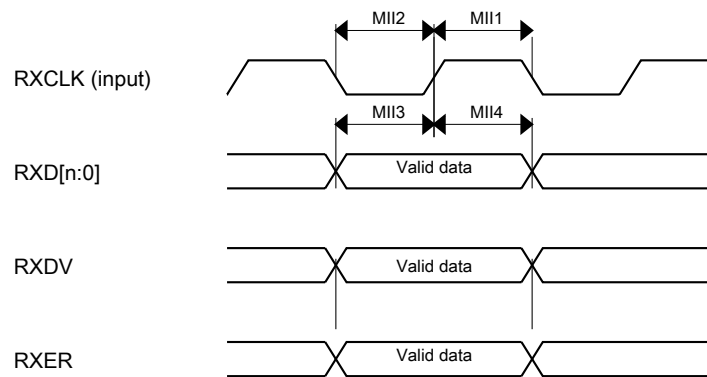 MII2 MII1
RXCLK (input)
MII3 MII4
RXD[n:0] Valid data
RXDV Valid data
RXER Valid data